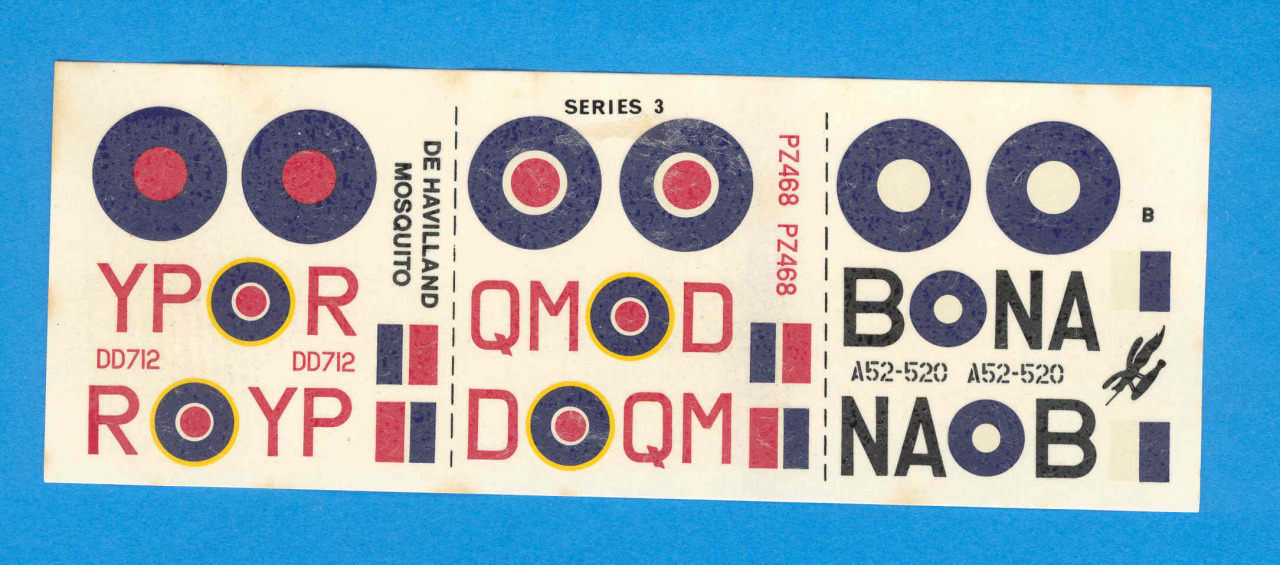 SERIES 3
DE HAVILLAND
MOSQUITO
YP R
DD712 DD712
R YP
PZ468 PZ468
QM D
D QM
B
B NA
A52-520 A52-520
NA B